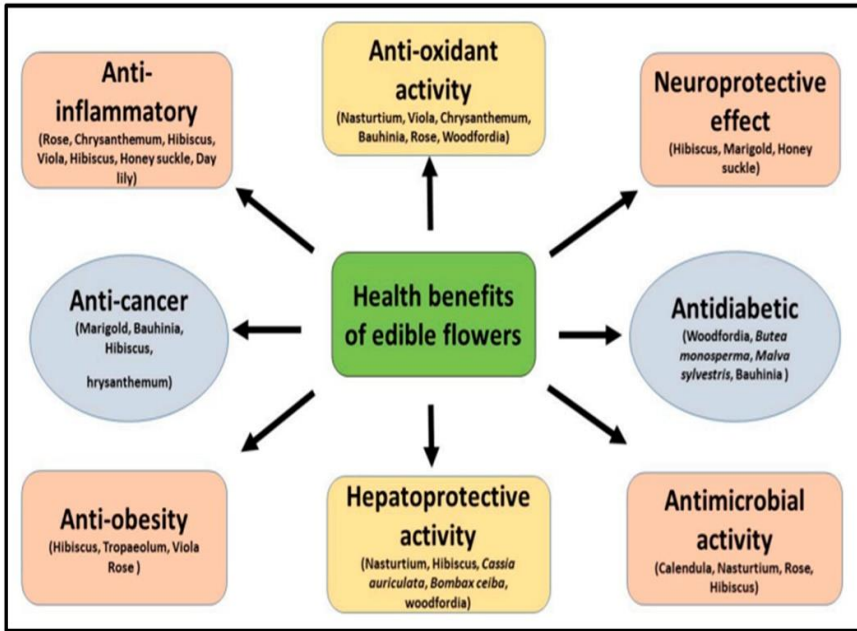 Anti-
inflammatory
(Rose, Chrysanthemum, Hibiscus,
Viola, Hibiscus, Honey suckle, Day
lily)
Anti-oxidant
activity
(Nasturtium, Viola, Chrysanthemum,
Bauhinia, Rose, Woodfordia)
Neuroprotective
effect
(Hibiscus, Marigold, Honey
suckle)
Anti-cancer
(Marigold, Bauhinia,
Hibiscus,
hrysanthemum)
Health benefits
of edible flowers
Antidiabetic
(Woodfordia, Butea
monosperma, Malva
sylvestris, Bauhinia )
Anti-obesity
(Hibiscus, Tropaeolum, Viola
Rose )
Hepatoprotective
activity
(Nasturtium, Hibiscus, Cassia
auriculata, Bombax ceiba,
woodfordia)
Antimicrobial
activity
(Calendula, Nasturtium, Rose,
Hibiscus)